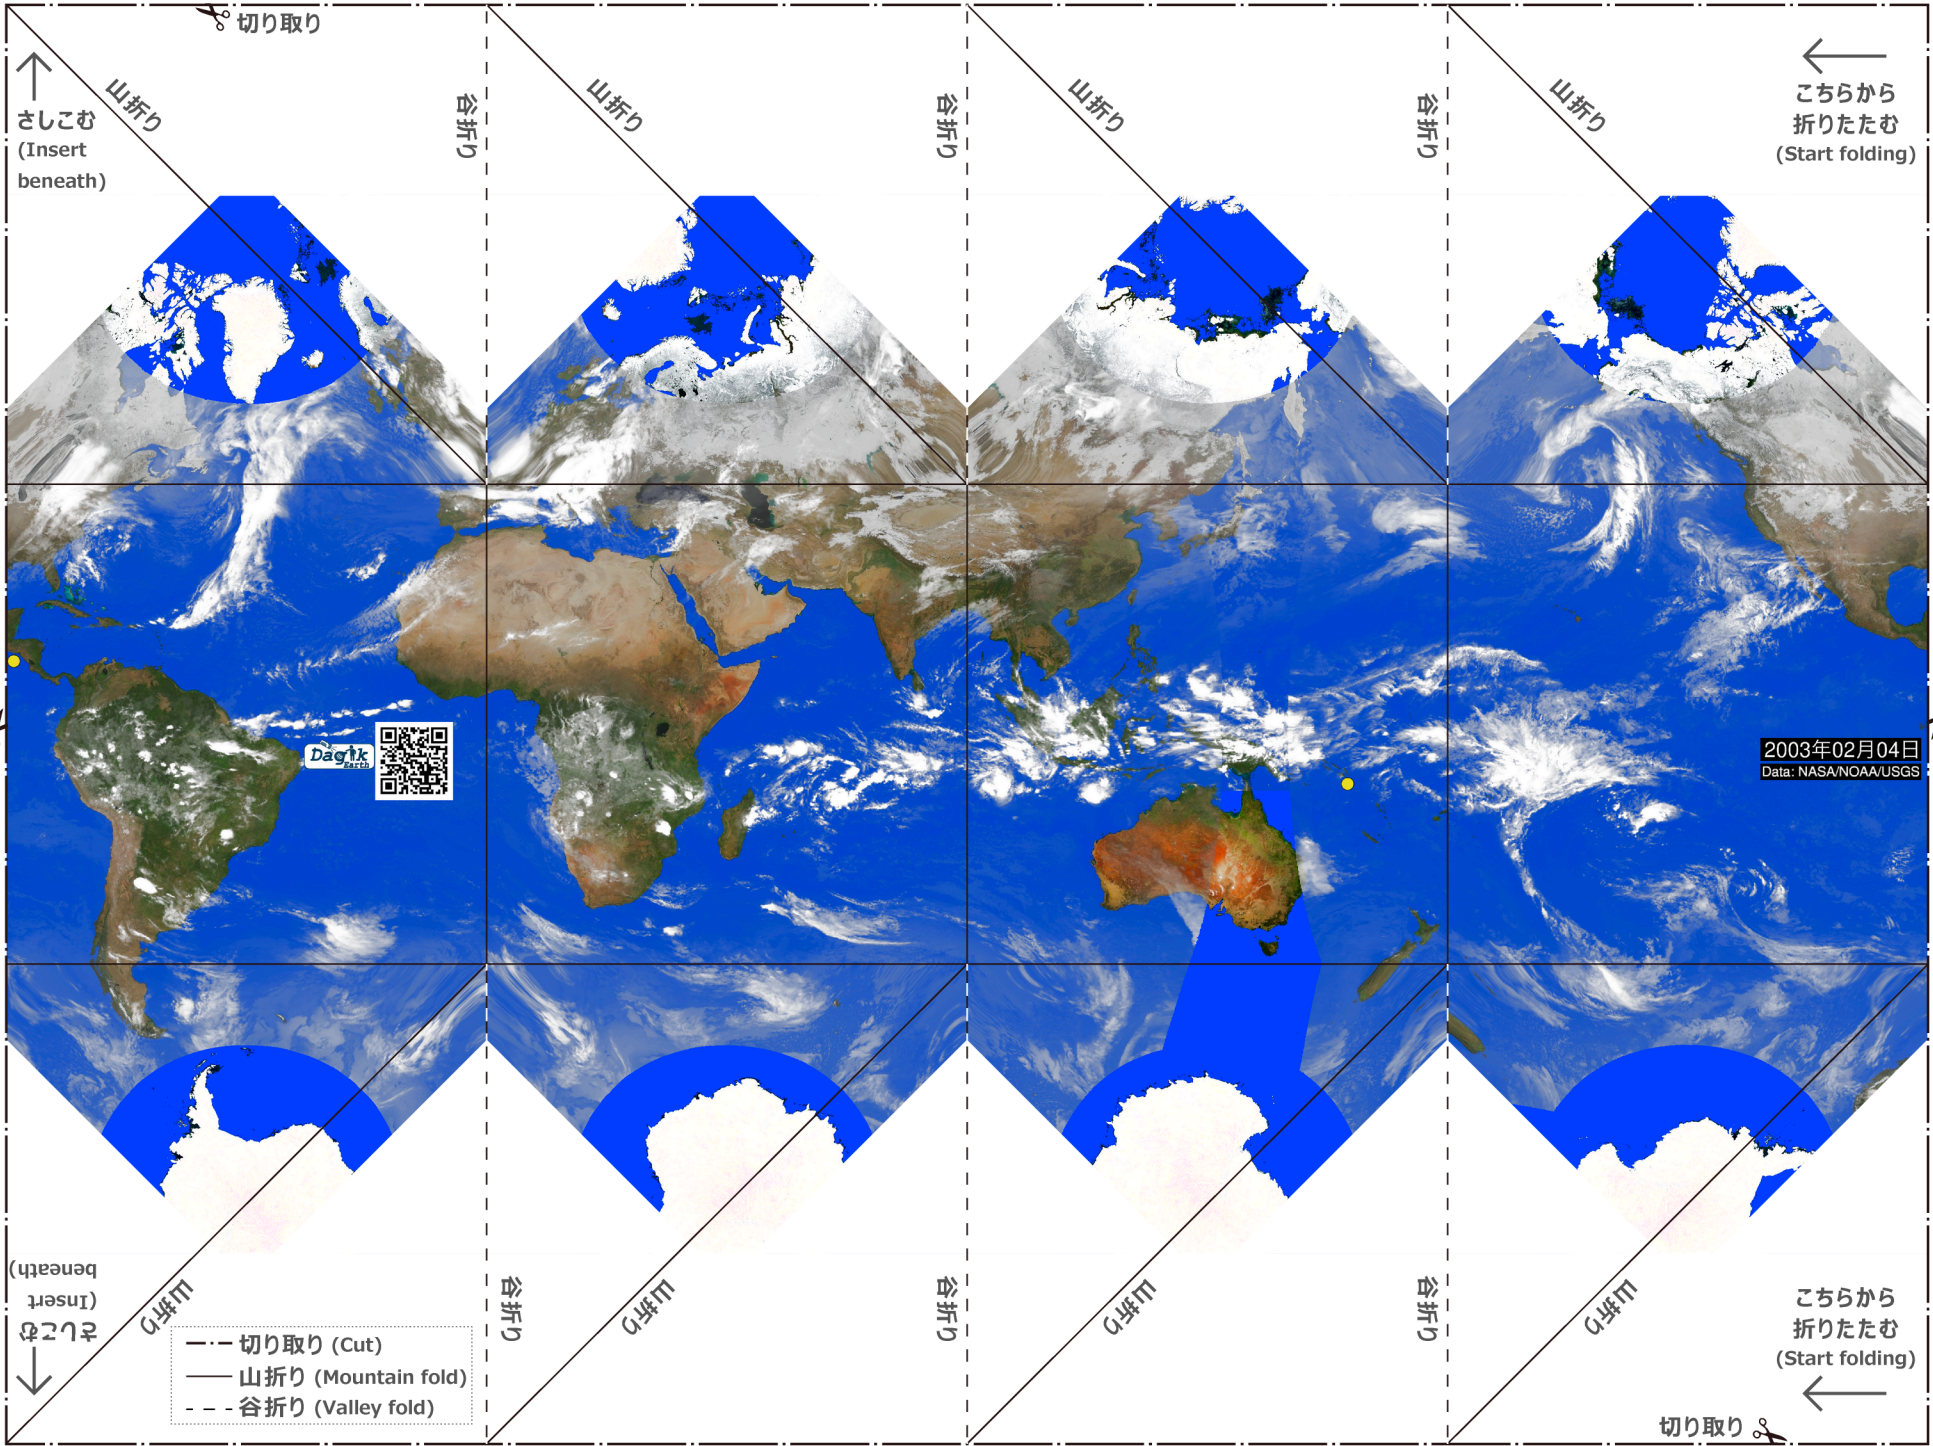 切り取り
山折り
谷折り
山折り
谷折り
山折り
谷折り
山折り
さしこむ
(Insert
beneath)
こちらから
折りたたむ
(Start folding)
Dagik
Earth
2003年02月04日
Data: NASA/NOAA/USGS
さしこむ
(Insert
beneath)
山折り
谷折り
山折り
谷折り
山折り
谷折り
山折り
こちらから
折りたたむ
(Start folding)
切り取り (Cut)
山折り (Mountain fold)
谷折り (Valley fold)
切り取り